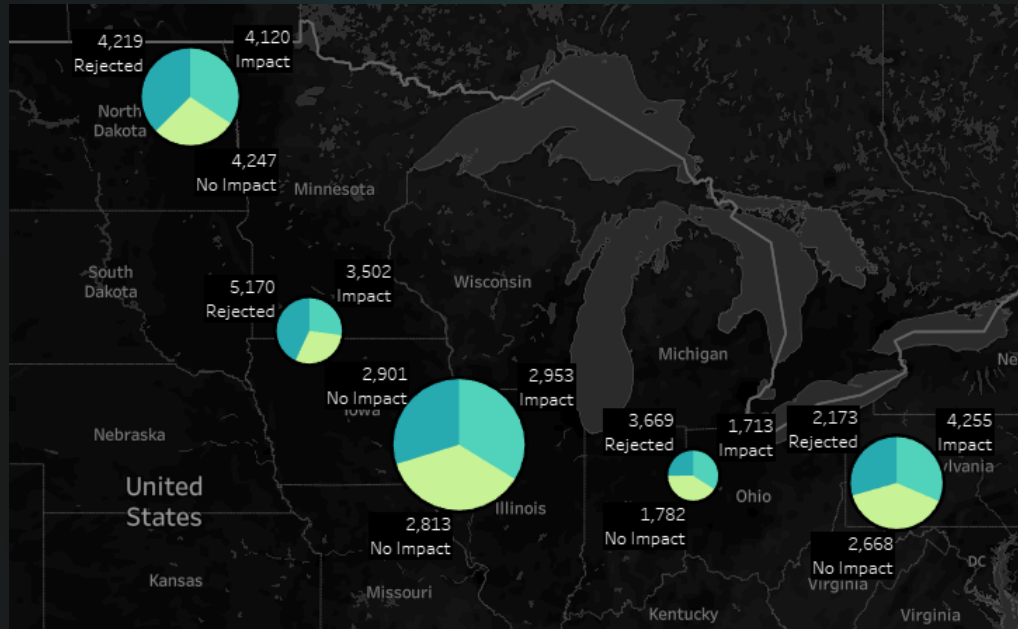 4,219
Rejected
4,120
Impact
North
Dakota
4,247
No Impact
Minnesota
South
Dakota
5,170
Rejected
3,502
Impact
Wisconsin
Michigan
2,901
No Impact
Iowa
2,953
Impact
3,669
Rejected
1,713
Impact
2,173
Rejected
4,255
Impact
Ne
lvania
Nebraska
United
States
Illinois
Ohio
2,813
No Impact
1,782
No Impact
2,668
No Impact
Virginia
DC
Kansas
Missouri
Kentucky
Virginia